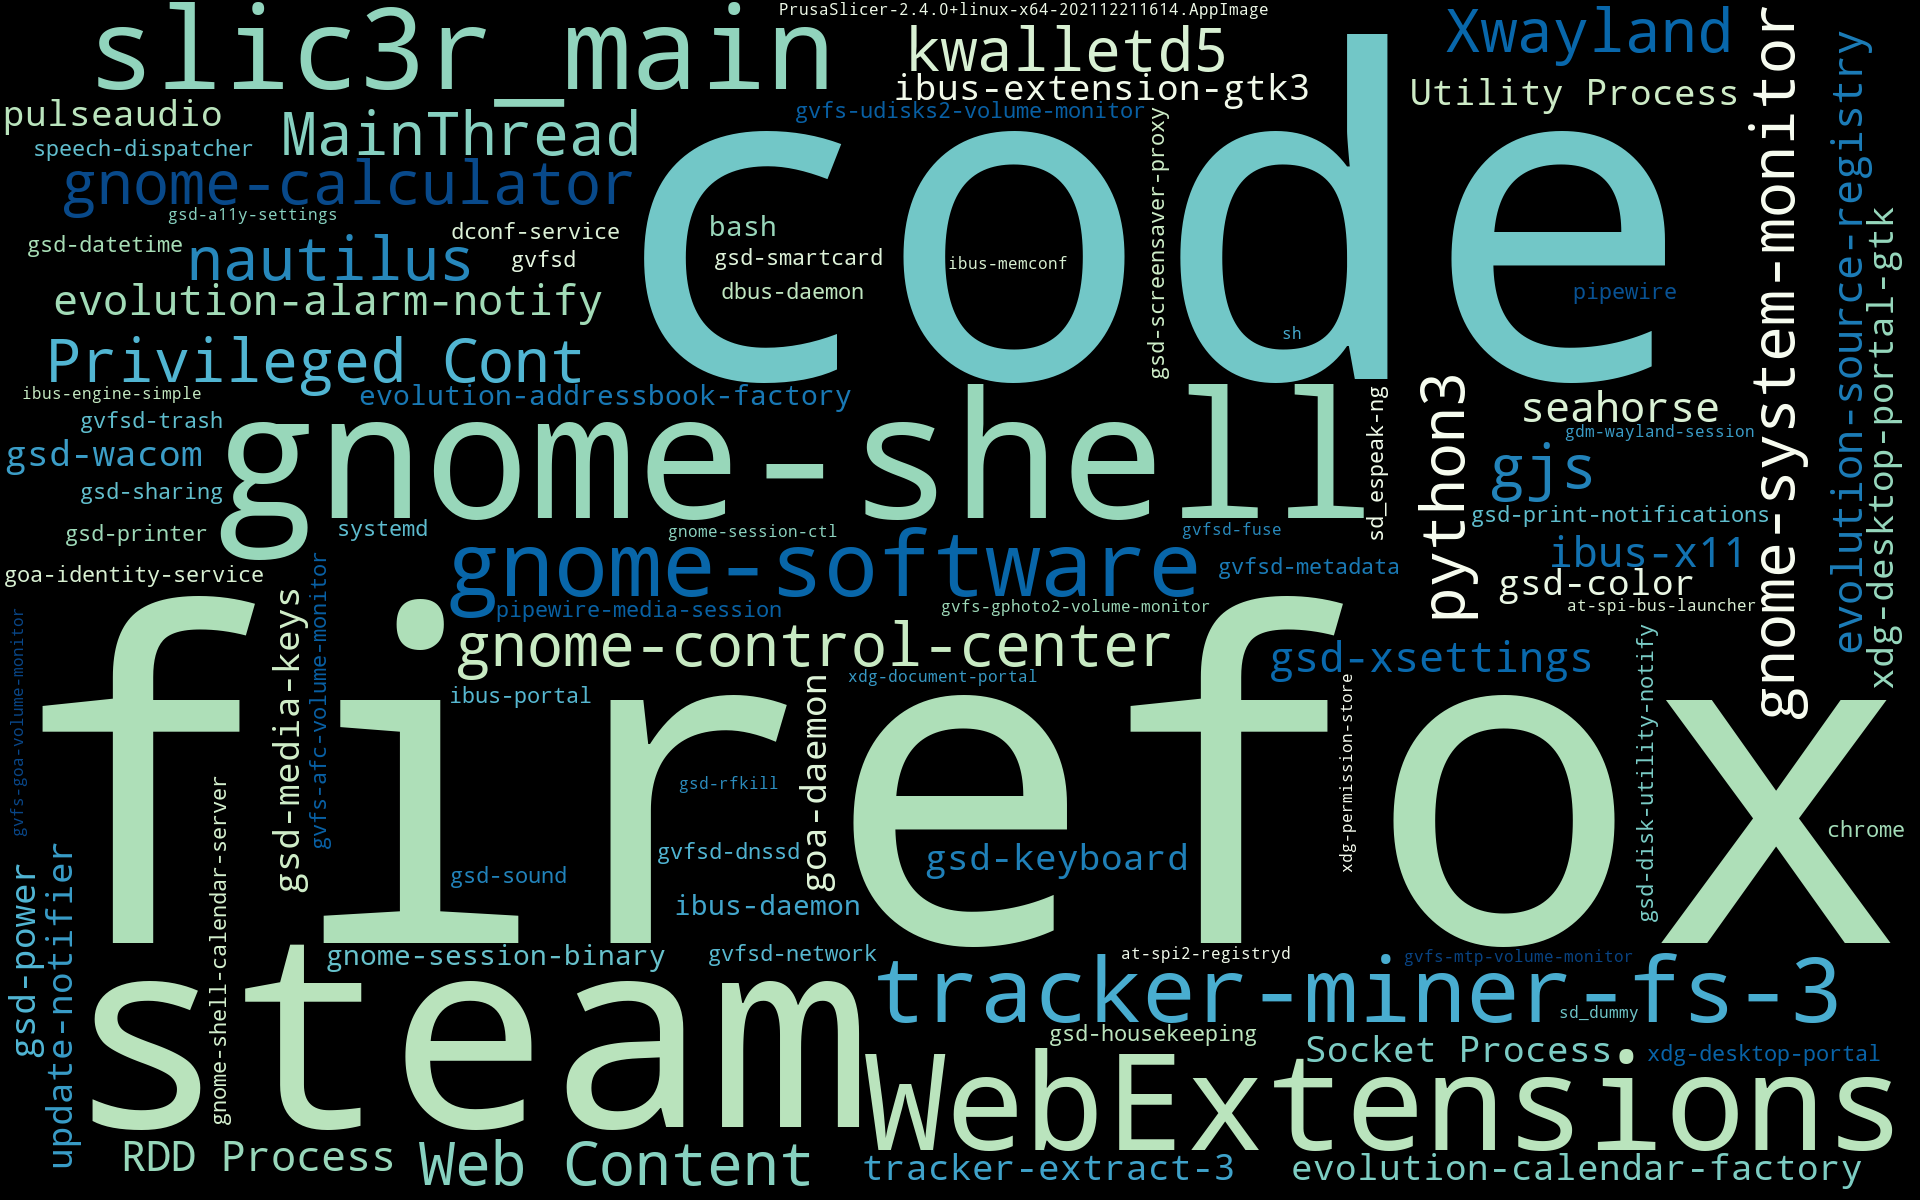 PrusaSlicer-2.4.0+linux-x64-202112211614.AppImage
slic3r_main
kwalletd5
Xwayland
ibus-extension-gtk3
Utility Process
pulseaudio
MainThread
gvfs-udisks2-volume-monitor
speech-dispatcher
code
gnome-calculator
gsd-a11y-settings
dconf-service
bash
gsd-datetime
nautilus
gvfsd
gsd-smartcard
ibus-memconf
gsd-screensaver-proxy
dbus-daemon
pipewire
evolution-alarm-notify
sh
gnome-system-monitor
evolution-source-registry
xdg-desktop-portal-gtk
Privileged Cont
ibus-engine-simple
evolution-addressbook-factory
gvfsd-trash
gnome-shell
sd_espeak-ng
python3
seahorse
gdm-wayland-session
gsd-wacom
gjs
gsd-sharing
gsd-printer
systemd
gnome-session-ctl
gvfsd-fuse
gsd-print-notifications
goa-identity-service
gnome-software
gvfsd-metadata
ibus-x11
gsd-color
pipewire-media-session
gvfs-gphoto2-volume-monitor
at-spi-bus-launcher
gvfs-goa-volume-monitor
gsd-media-keys
gvfs-afc-volume-monitor
gnome-control-center
gsd-xsettings
xdg-document-portal
ibus-portal
firefox
goa-daemon
xdg-permission-store
gsd-disk-utility-notify
gsd-rfkill
chrome
gvfsd-dnssd
gsd-keyboard
gsd-sound
ibus-daemon
gsd-power
update-notifier
gnome-shell-calendar-server
gnome-session-binary
gvfsd-network
at-spi2-registryd
gvfs-mtp-volume-monitor
steam
tracker-miner-fs-3
sd_dummy
gsd-housekeeping
Socket Process
xdg-desktop-portal
WebExtensions
RDD Process
Web Content
tracker-extract-3
evolution-calendar-factory